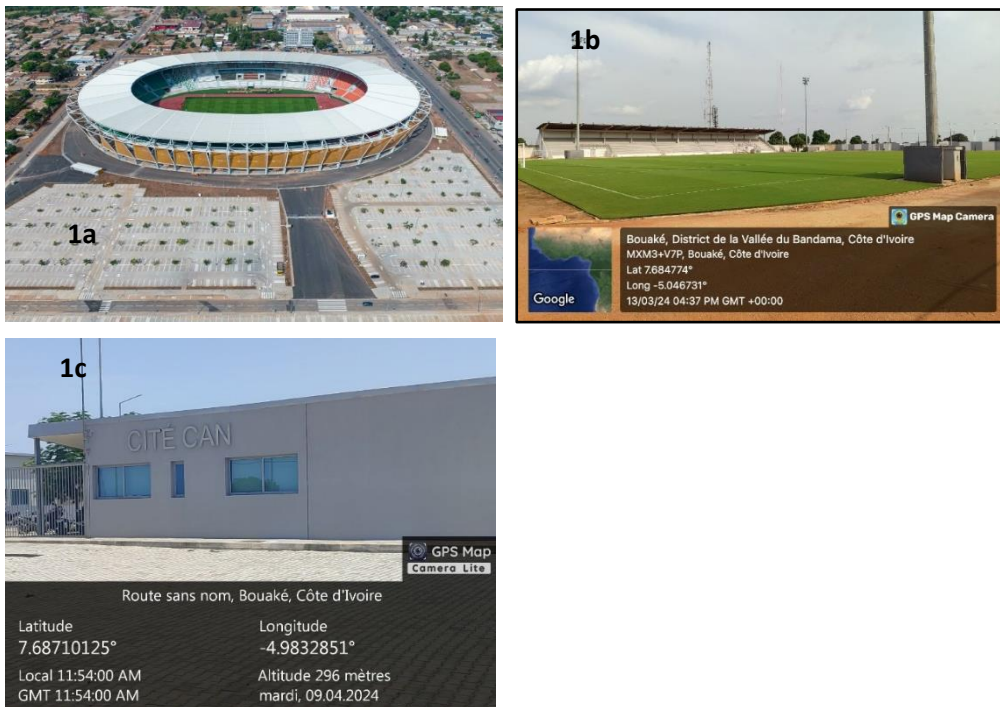 1a
1b
GPS Map Camera
Bouaké, District de la Vallée du Bandama, Côte d'Ivoire
MXM3+V7P, Bouaké, Côte d'Ivoire
Lat 7.684774°
Long -5.046731°
13/03/24 04:37 PM GMT +00:00
Google
1c
CITÉ CAN
GPS Map
Camera Lite
Route sans nom, Bouaké, Côte d'Ivoire
Latitude
7.68710125°
Longitude
-4.9832851°
Local 11:54:00 AM
GMT 11:54:00 AM
Altitude 296 mètres
mardi, 09.04.2024